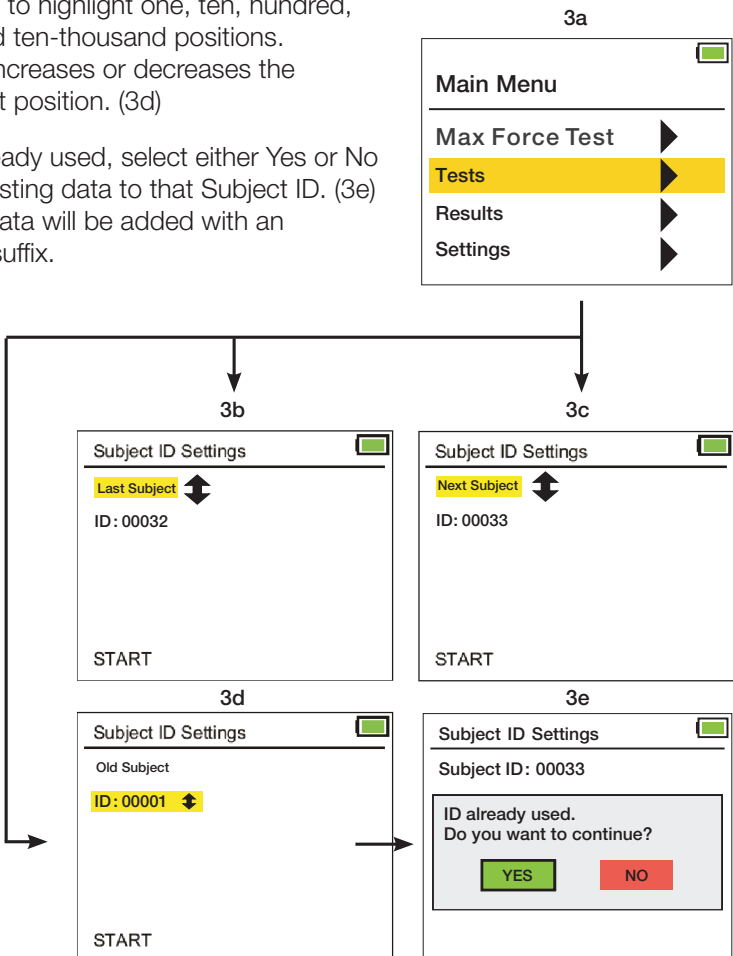 to highlight one, ten, hundred,
ten-thousand positions.
increases or decreases the
position. (3d)
already used, select either Yes or No
data to that Subject ID. (3e)
will be added with an
suffix.
3a
Main Menu
Max Force Test
Tests
Results
Settings
3b
Subject ID Settings
Last Subject
ID: 00032
START
3c
Subject ID Settings
Next Subject
ID: 00033
START
3d
Subject ID Settings
Old Subject
ID: 00001
START
3e
Subject ID Settings
Subject ID: 00033
ID already used.
Do you want to continue?
YES
NO